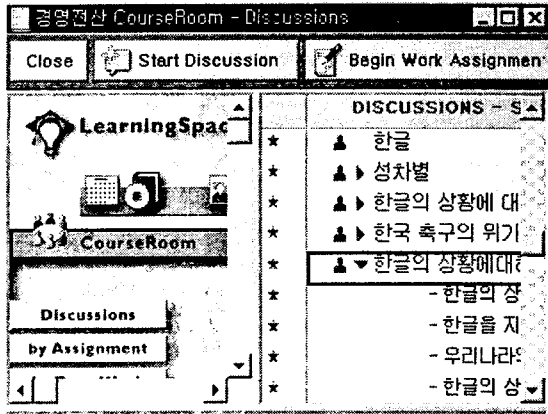 경영전산 CourseRoom - Discussions
Close Start Discussion Begin Work Assignmen
LearningSpac
CourseRoom
Discussions
by Assignment
DISCUSSIONS - S
한글
성차별
한글의 상황에 대
한국 축구의 위기
한글의 상황에대
- 한글의 상
- 한글을 지
- 우리나라의
- 한글의 상